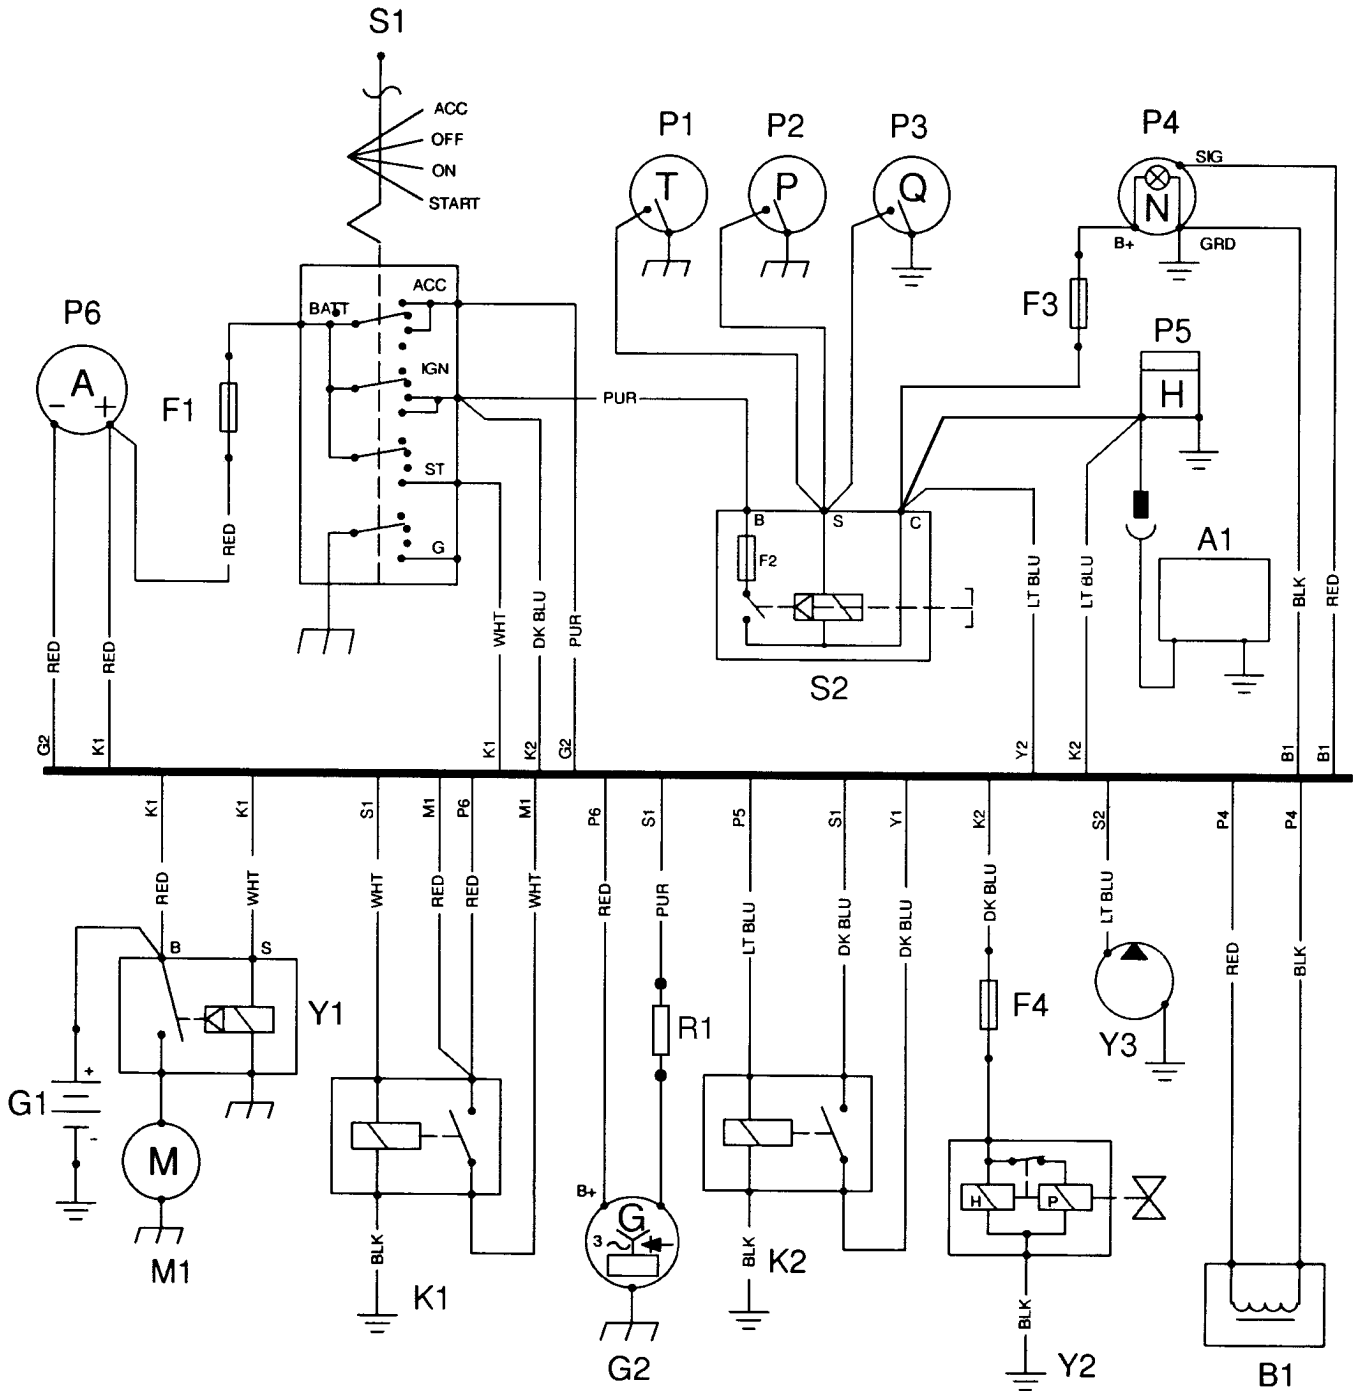 S1
ACC
OFF
ON
START
P1
P2
P3
P4
T
P
Q
N
SIG
B+
GRD
P6
A
- +
F1
BATT
ACC
IGN
ST
G
PUR
F3
P5
H
B
S
C
F2
S2
A1
RED
RED
RED
WHT
DK BLU
PUR
LT BLU
LT BLU
BLK
RED
G2
K1
K1
K2
G2
Y2
K2
B1
B1
K1
K1
S1
M1
P6
M1
P6
S1
P5
S1
Y1
K2
S2
P4
P4
RED
WHT
WHT
RED
RED
WHT
RED
PUR
LT BLU
DK BLU
DK BLU
DK BLU
LT BLU
RED
BLK
B
S
Y1
G1
+
-
M
M1
BLK
K1
R1
B+
G
3
G2
BLK
K2
F4
H
P
BLK
Y2
Y3
B1